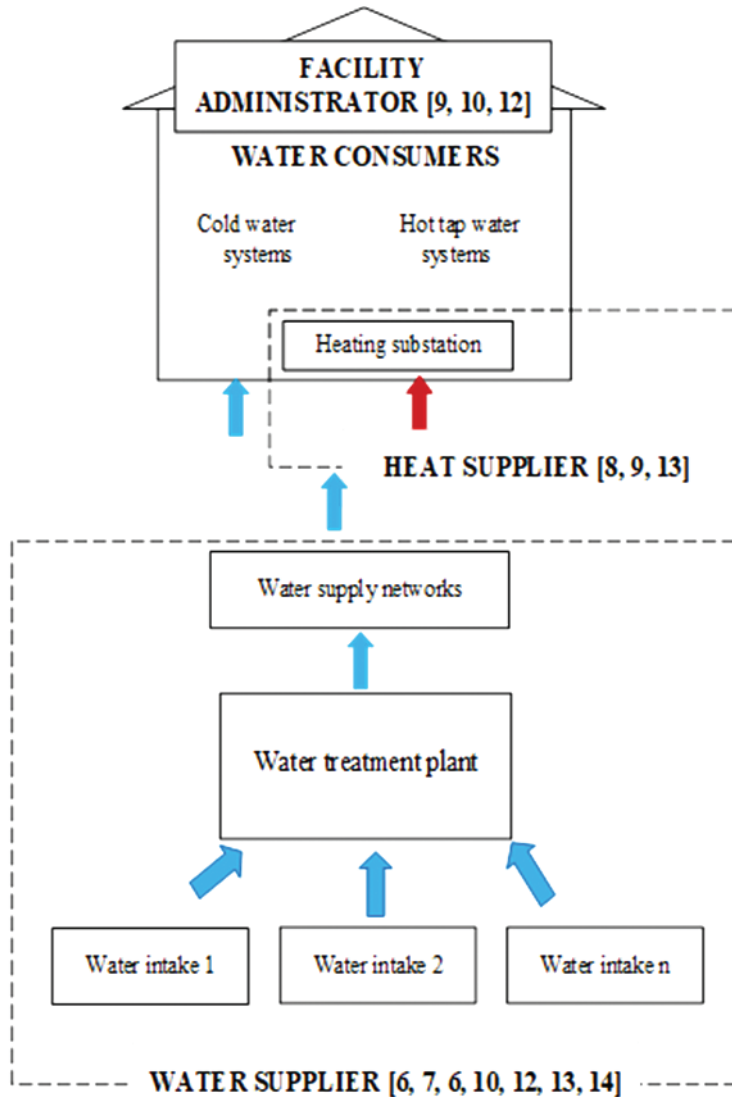 FACILITY
ADMINISTRATOR [9, 10, 12]
WATER CONSUMERS
Cold water
systems
Hot tap water
systems
Heating substation
HEAT SUPPLIER [8, 9, 13]
Water supply networks
Water treatment plant
Water intake 1
Water intake 2
Water intake n
WATER SUPPLIER [6, 7, 6, 10, 12, 13, 14]